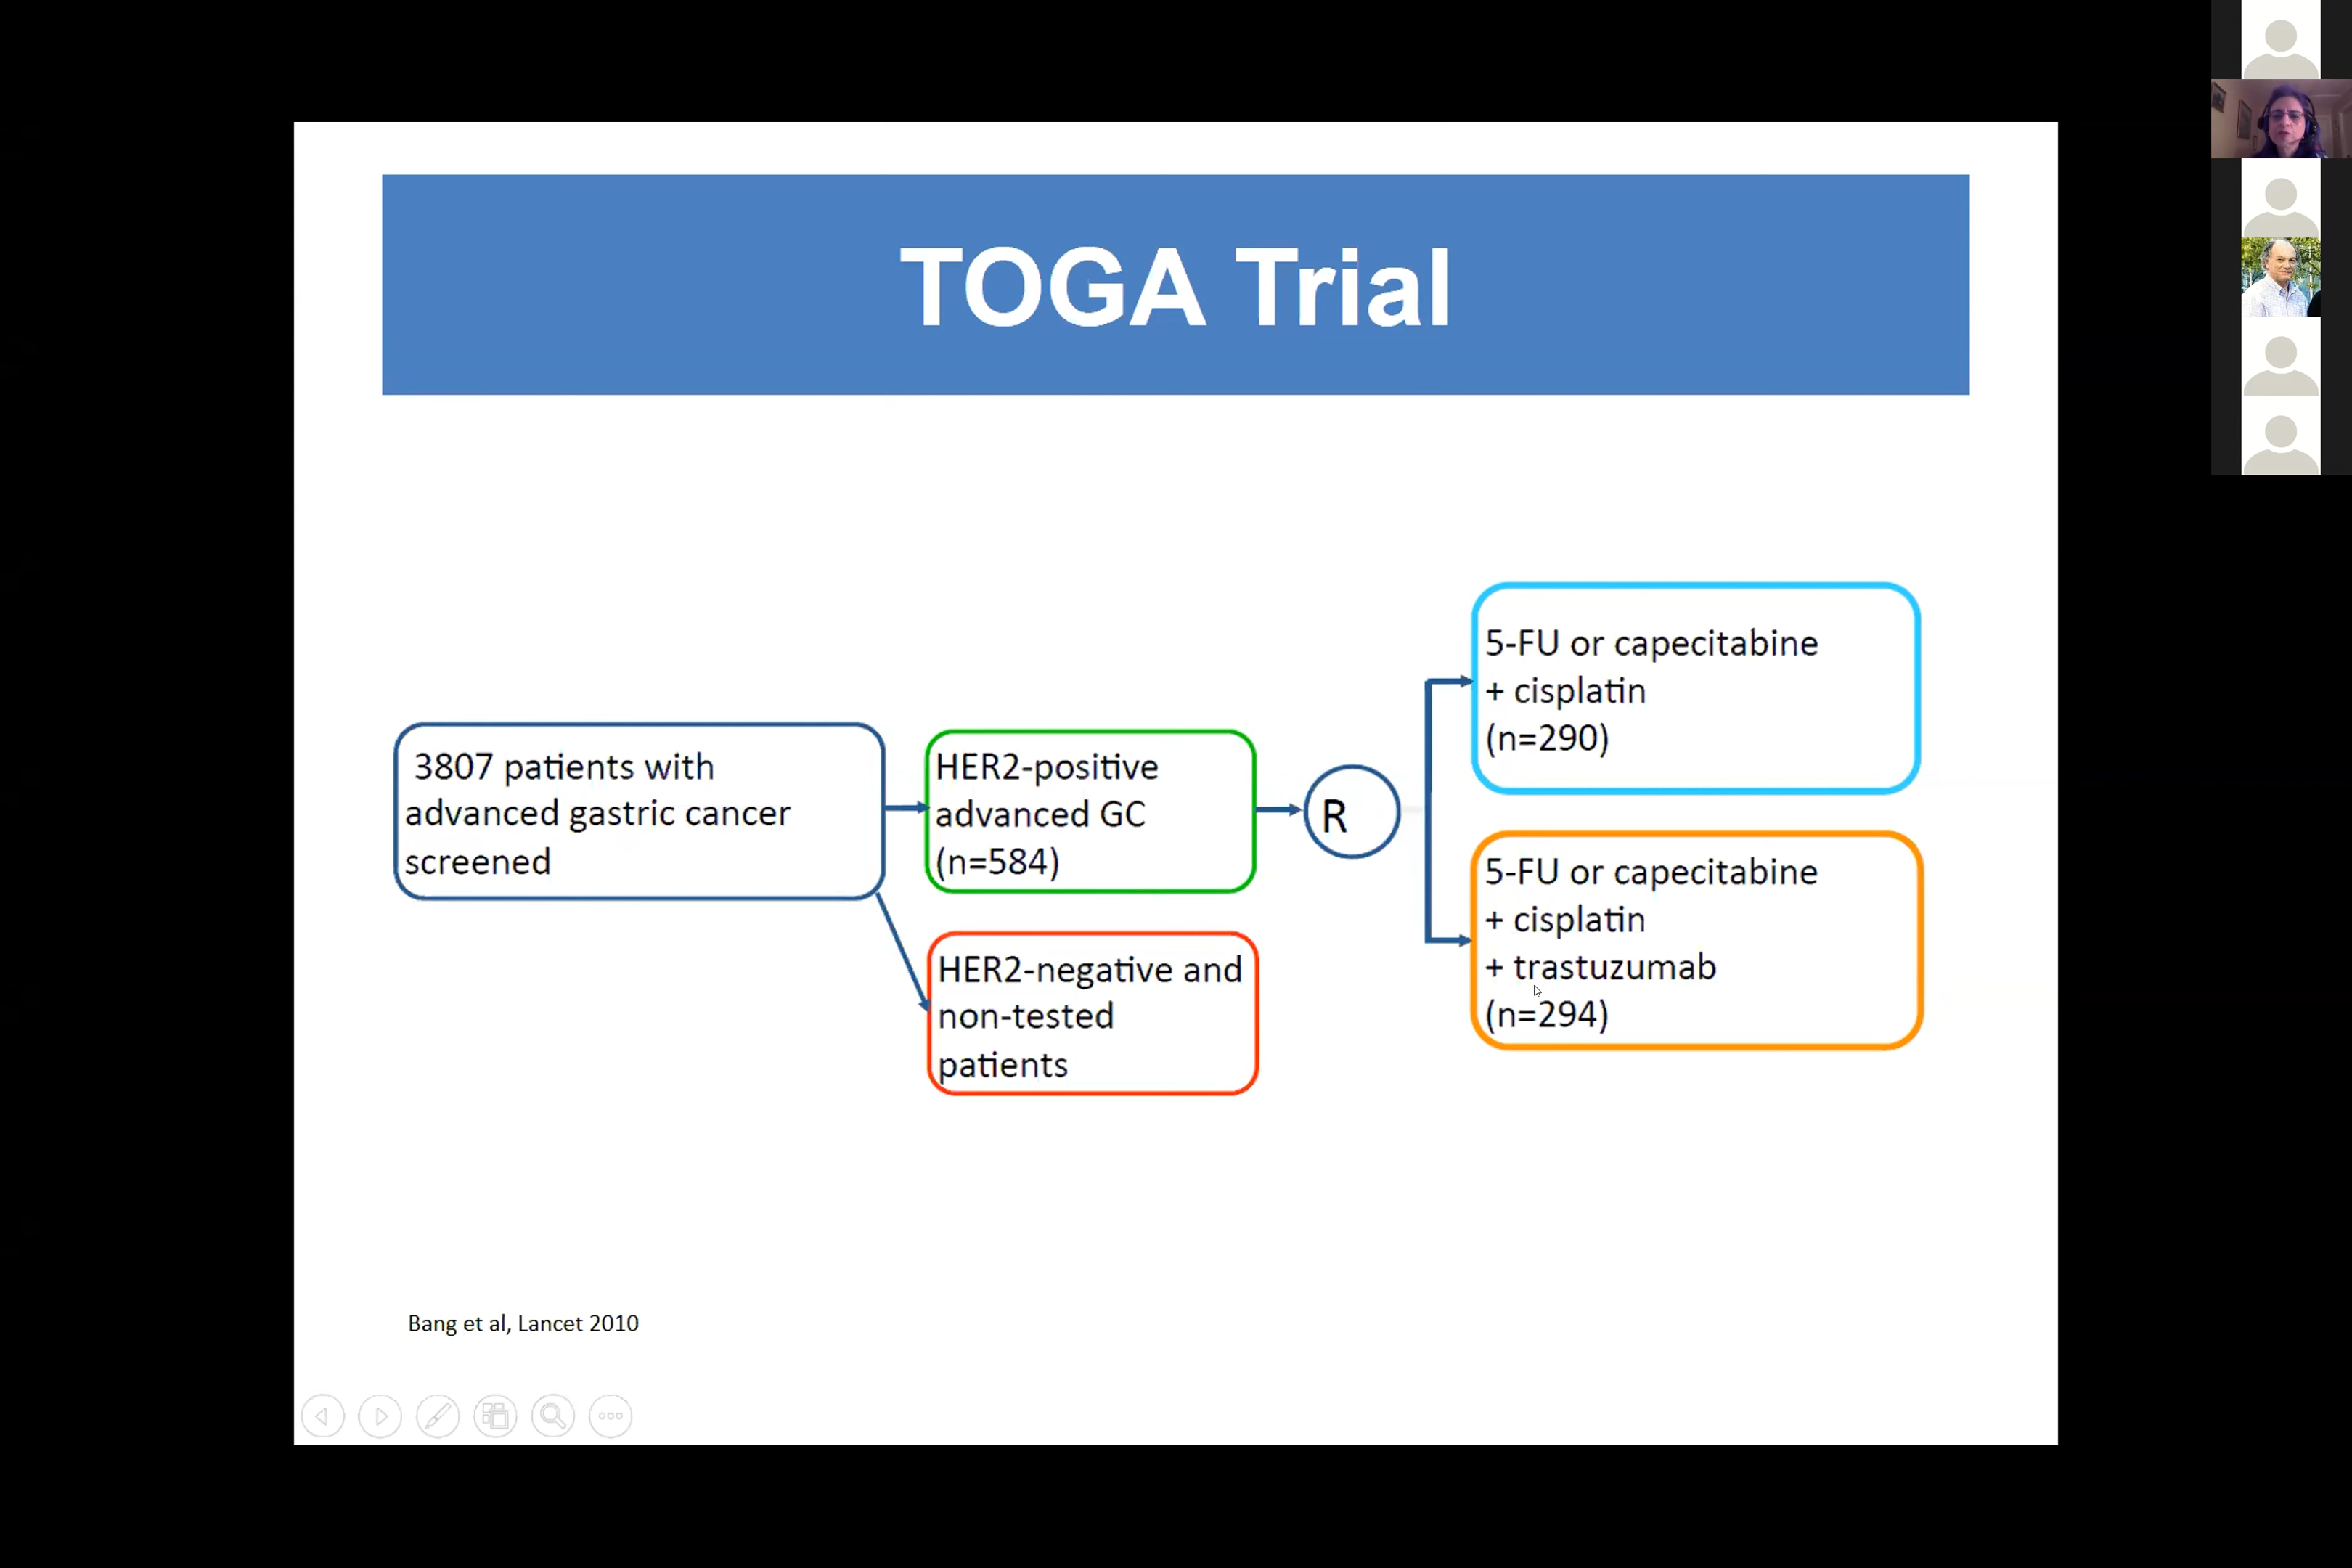 TOGA Trial
3807 patients with
advanced gastric cancer
screened
HER2-positive
advanced GC
(n=584)
HER2-negative and
non-tested
patients
R
5-FU or capecitabine
+ cisplatin
(n=290)
5-FU or capecitabine
+ cisplatin
+ trastuzumab
(n=294)
Bang et al, Lancet 2010